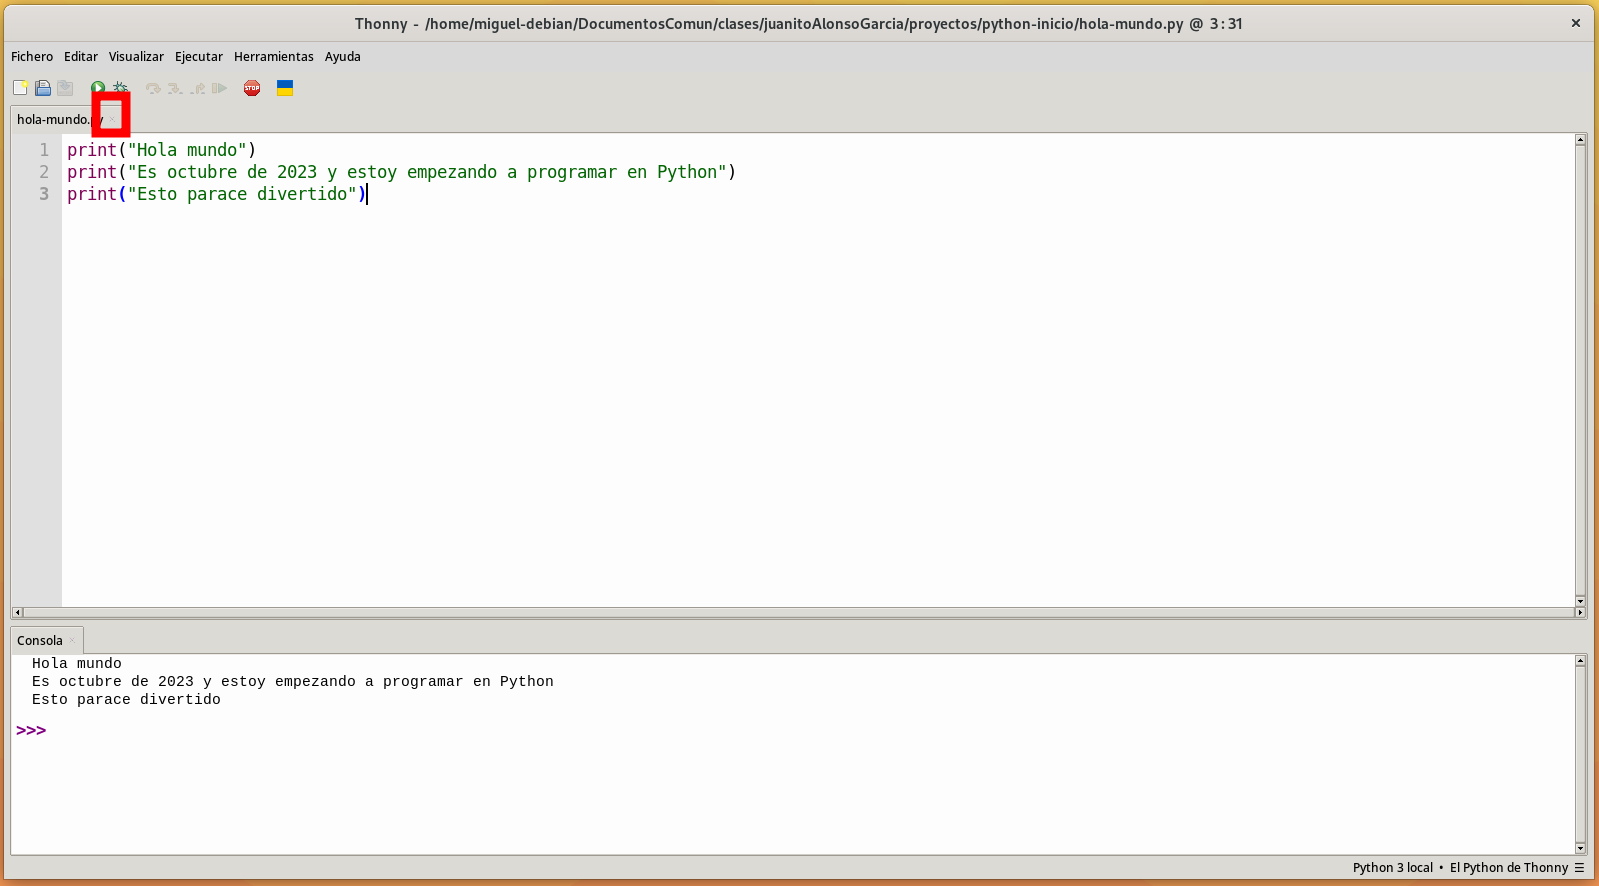 Thonny - /home/miguel-debian/DocumentosComun/clases/juanitoAlonsoGarcia/proyectos/python-inicio/hola-mundo.py @ 3:31
Fichero Editar Visualizar Ejecutar Herramientas Ayuda
STOP
hola-mundo.py
1 print("Hola mundo")
2 print("Es octubre de 2023 y estoy empezando a programar en Python")
3 print("Esto parace divertido")
Consola
Hola mundo
Es octubre de 2023 y estoy empezando a programar en Python
Esto parace divertido
>>>
Python 3 local • El Python de Thonny ☰